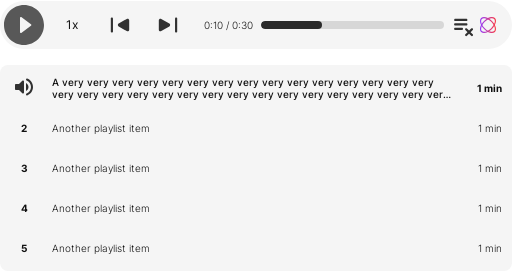 1x
0:10 / 0:30
A very very very very very very very very very very very very very very very
very very very very very very very very very very very very very very very ver...
1 min
2 Another playlist item 1 min
3 Another playlist item 1 min
4 Another playlist item 1 min
5 Another playlist item 1 min